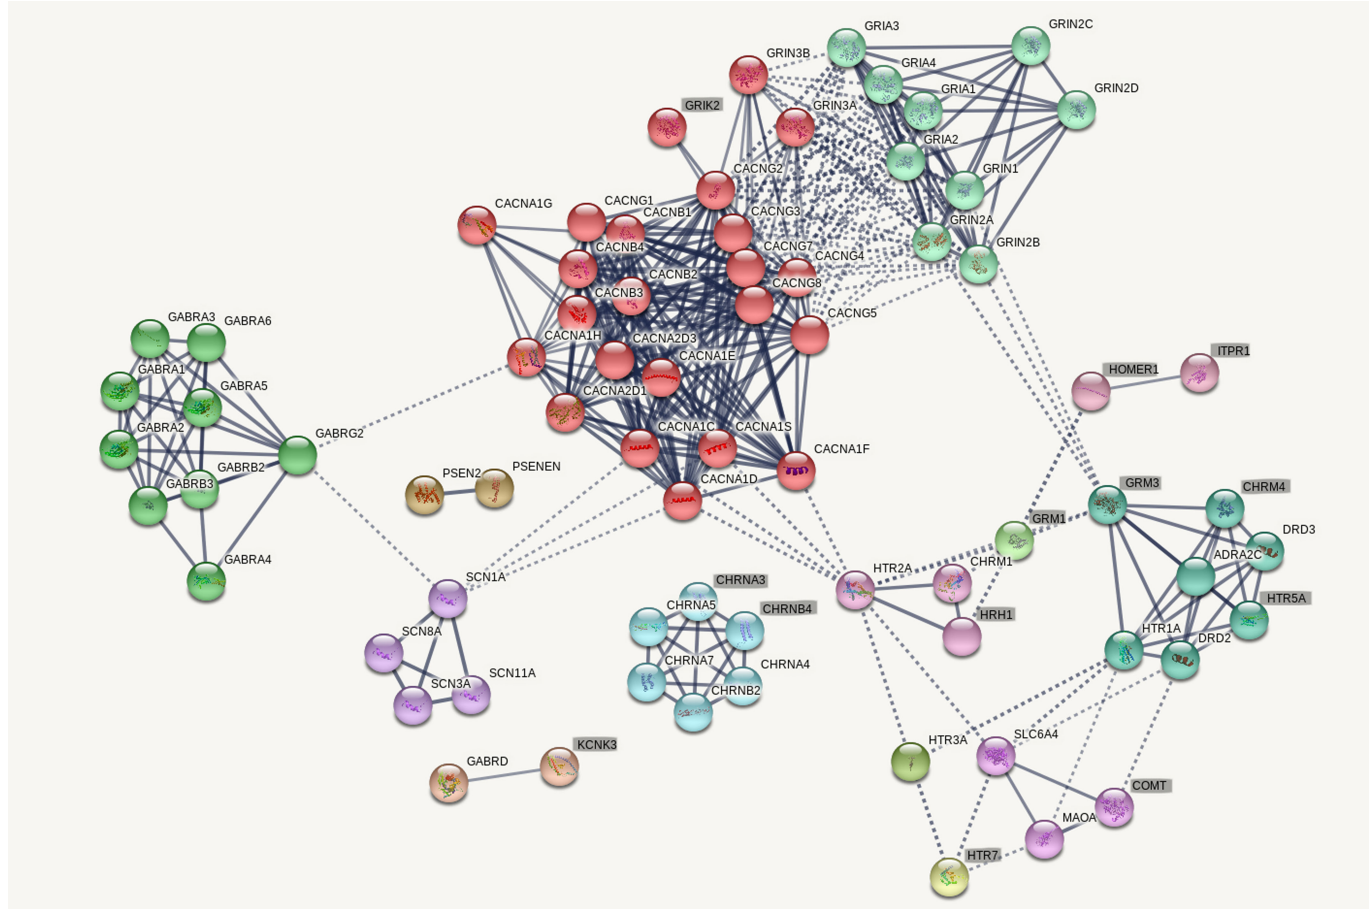 GRIA3
GRIN2C
GRIN3B
GRIA4
GRIN2D
GRIA1
GRIK2
GRIN3A
GRIA2
CACNG2
GRIN1
CACNA1G
CACNG1
CACNB1
CACNG3
GRIN2A
CACNB4
CACNG7
GRIN2B
CACNG4
CACNB2
CACNG8
CACNB3
CACNG5
GABRA3
GABRA6
CACNA1H
CACNA2D3
CACNA1E
ITPR1
HOMER1
GABRA1
GABRA5
CACNA2D1
GABRA2
GABRG2
CACNA1C
CACNA1S
CACNA1F
GABRB2
PSEN2
PSENEN
CACNA1D
GABRB3
GRM3
CHRM4
GRM1
DRD3
GABRA4
SCN1A
HTR2A
CHRM1
ADRA2C
CHRNA3
CHRNA5
CHRNB4
HRH1
HTR5A
SCN8A
HTR1A
DRD2
CHRNA7
CHRNA4
SCN3A
SCN11A
CHRNB2
HTR3A
SLC6A4
KCNK3
GABRD
COMT
MAOA
HTR7